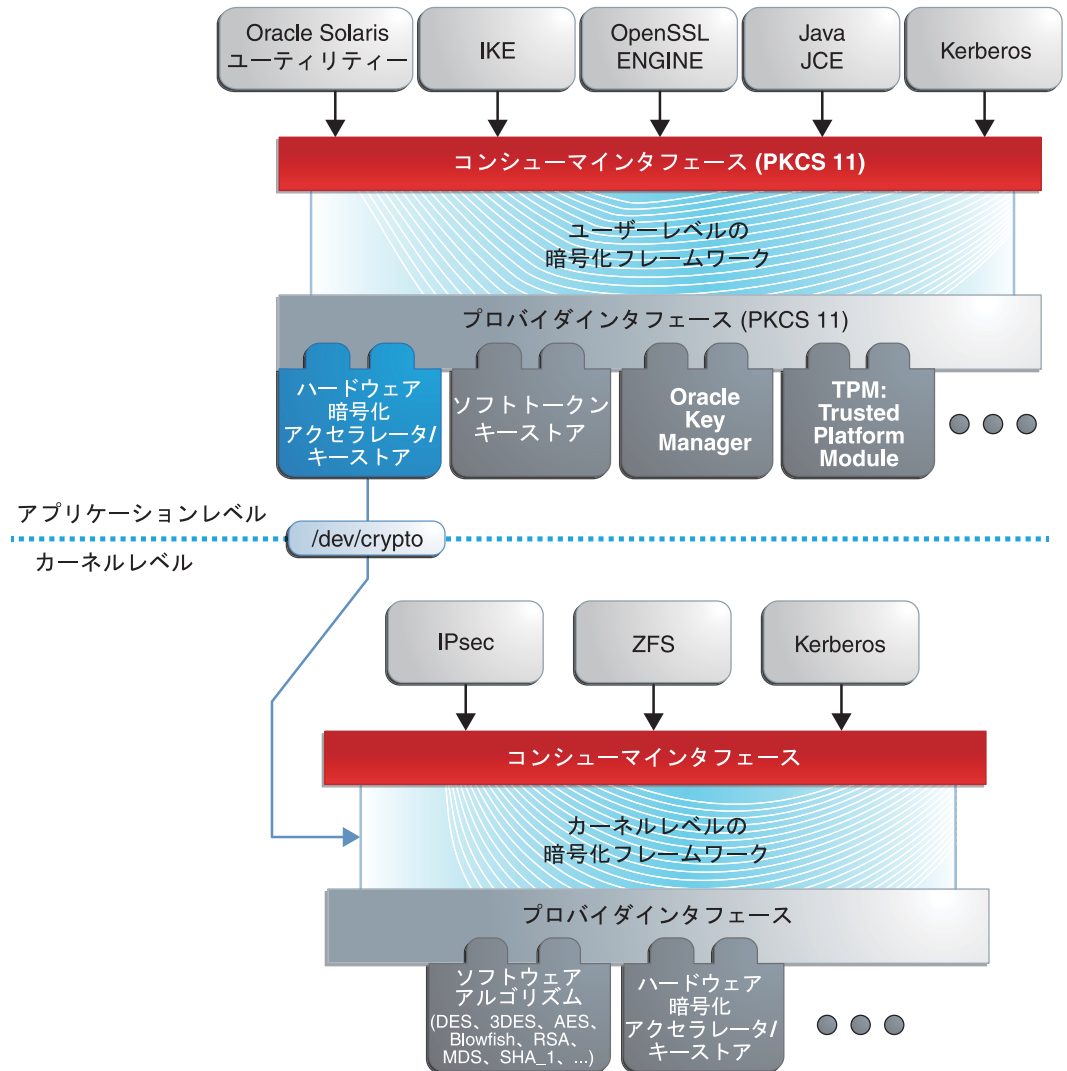 Oracle Solaris
ユーティリティー
IKE
OpenSSL
ENGINE
Java
JCE
Kerberos
コンシューマインタフェース (PKCS 11)
ユーザーレベルの
暗号化フレームワーク
プロバイダインタフェース (PKCS 11)
ハードウェア
暗号化
アクセラレータ/
キーストア
ソフトトークン
キーストア
Oracle
Key
Manager
TPM:
Trusted
Platform
Module
アプリケーションレベル
/dev/crypto
カーネルレベル
IPsec
ZFS
Kerberos
コンシューマインタフェース
カーネルレベルの
暗号化フレームワーク
プロバイダインタフェース
ソフトウェア
アルゴリズム
(DES、3DES、AES、
Blowfish、RSA、
MDS、SHA_1、...)
ハードウェア
暗号化
アクセラレータ/
キーストア